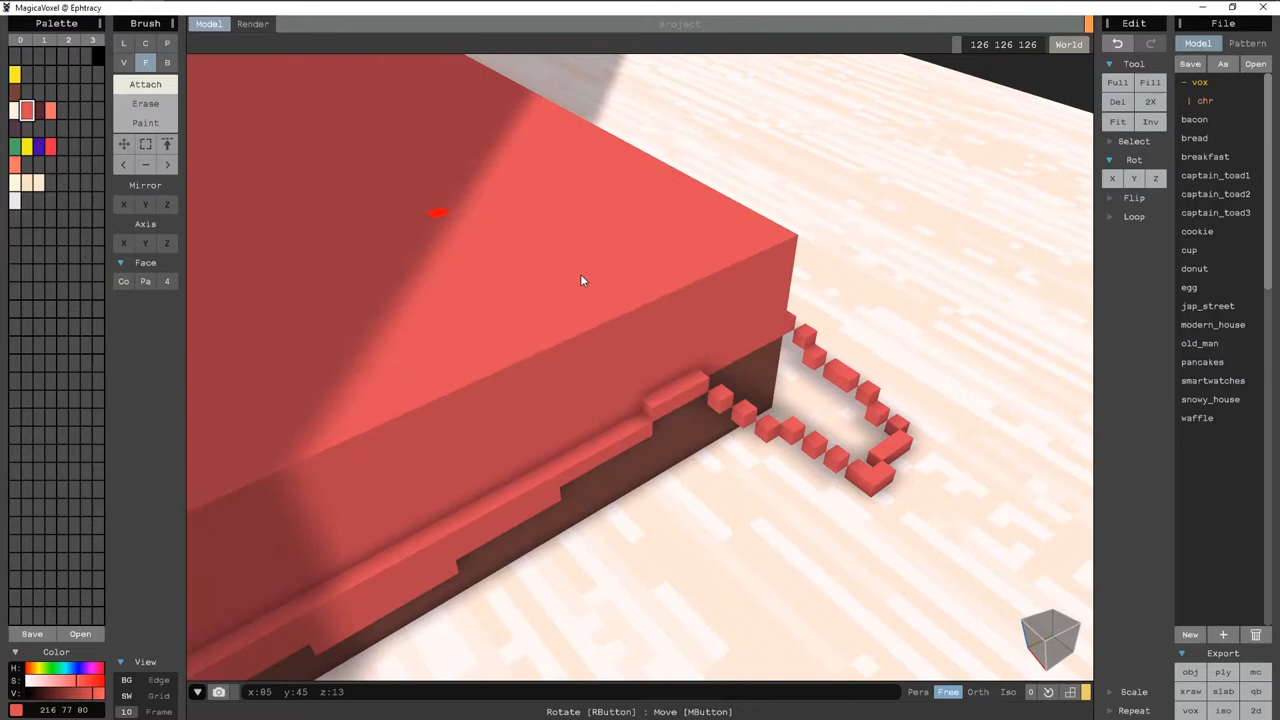 MagicaVoxel @ Ephtracy
Palette
Brush
Model Render
project
Edit
File
0 1 2 3
L C P
126 126 126 World
Model Pattern
V F B
Tool
Save As Open
Attach
Full Fill
- vox
Erase
Del 2X
| chr
Paint
Fit Inv
bacon
Select
bread
< - >
Rot
breakfast
Mirror
X Y Z
captain_toad1
X Y Z
Flip
captain_toad2
Axis
Loop
captain_toad3
X Y Z
cookie
Face
cup
Co Pa 4
donut
egg
jap_street
modern_house
old_man
pancakes
smartwatches
snowy_house
waffle
Save Open
New +
Color
View
Export
H:
S:
V:
BG Edge
obj ply mc
SW Grid
x:85 y:45 z:13
Pers Free Orth Iso 0
Scale
xraw slab qb
216 77 80
10 Frame
Rotate [RButton] : Move [MButton]
Repeat
vox iso 2d